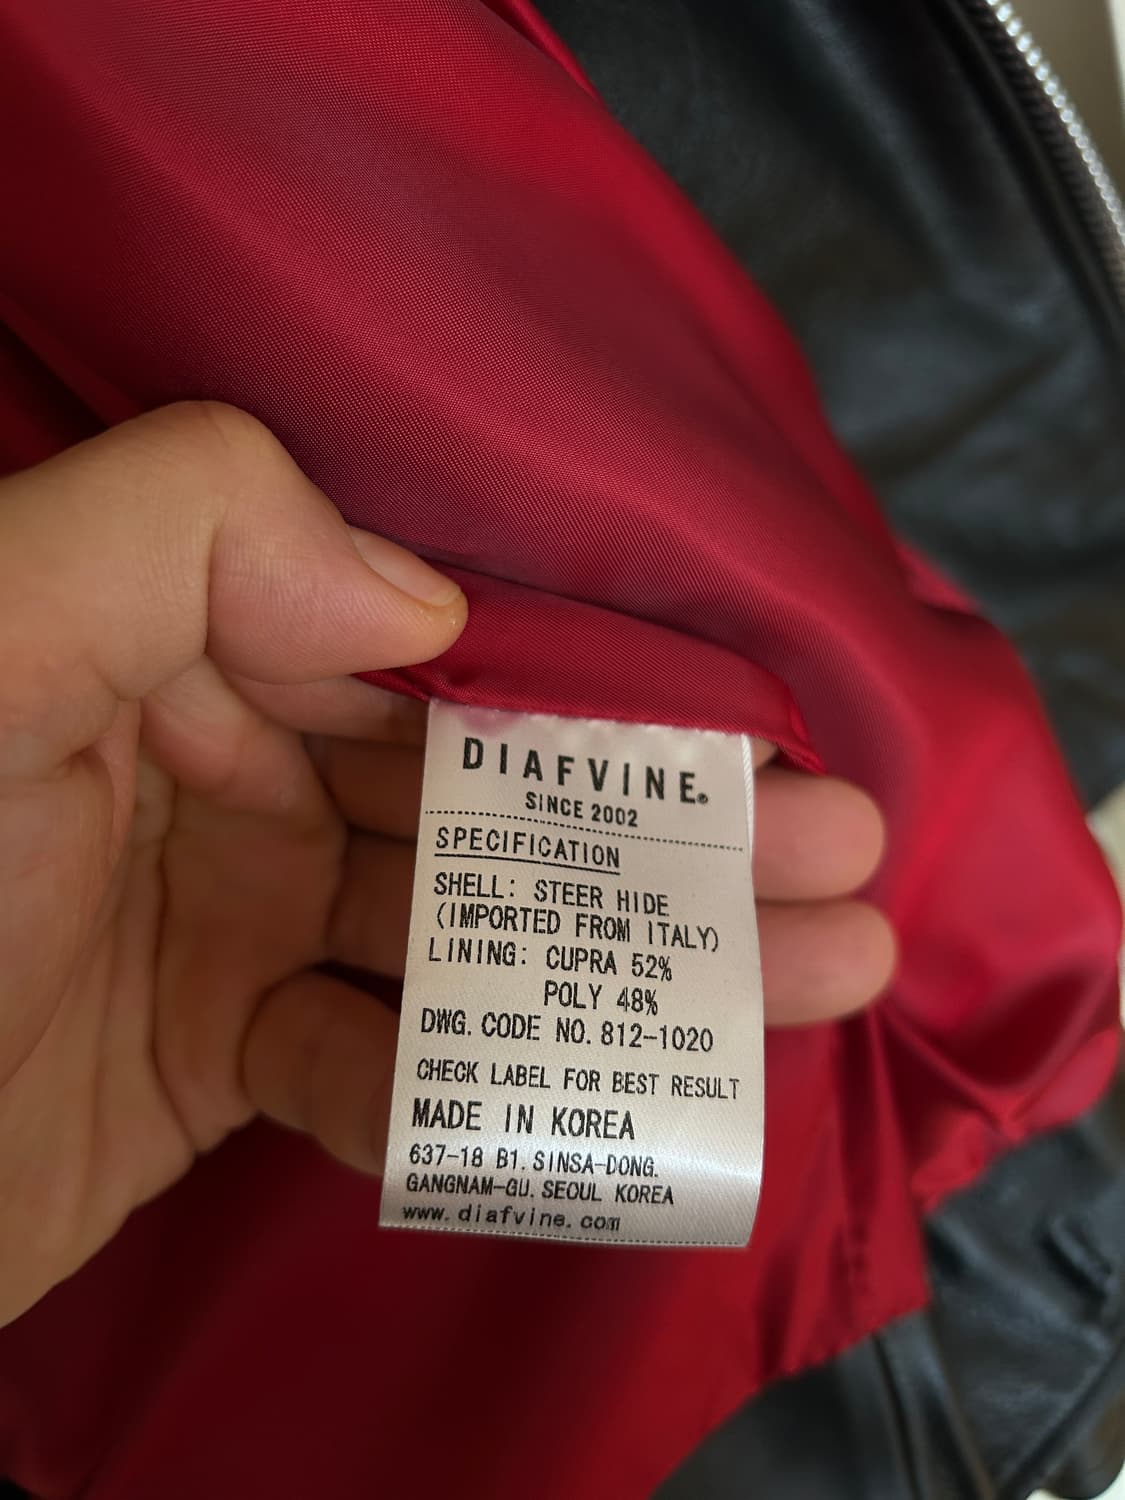 DIAFVINE®
SINCE 2002
SPECIFICATION
SHELL: STEER HIDE
(IMPORTED FROM ITALY)
LINING: CUPRA 52%
POLY 48%
DWG. CODE NO. 812-1020
CHECK LABEL FOR BEST RESULT
MADE IN KOREA
637-18 B1. SINSA-DONG.
GANGNAM-GU. SEOUL KOREA
www.diafvine.com